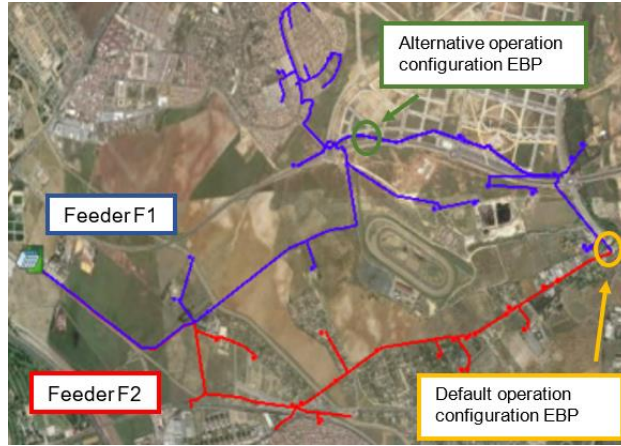 Alternative operation
configuration EBP
Feeder F1
Feeder F2
Default operation
configuration EBP